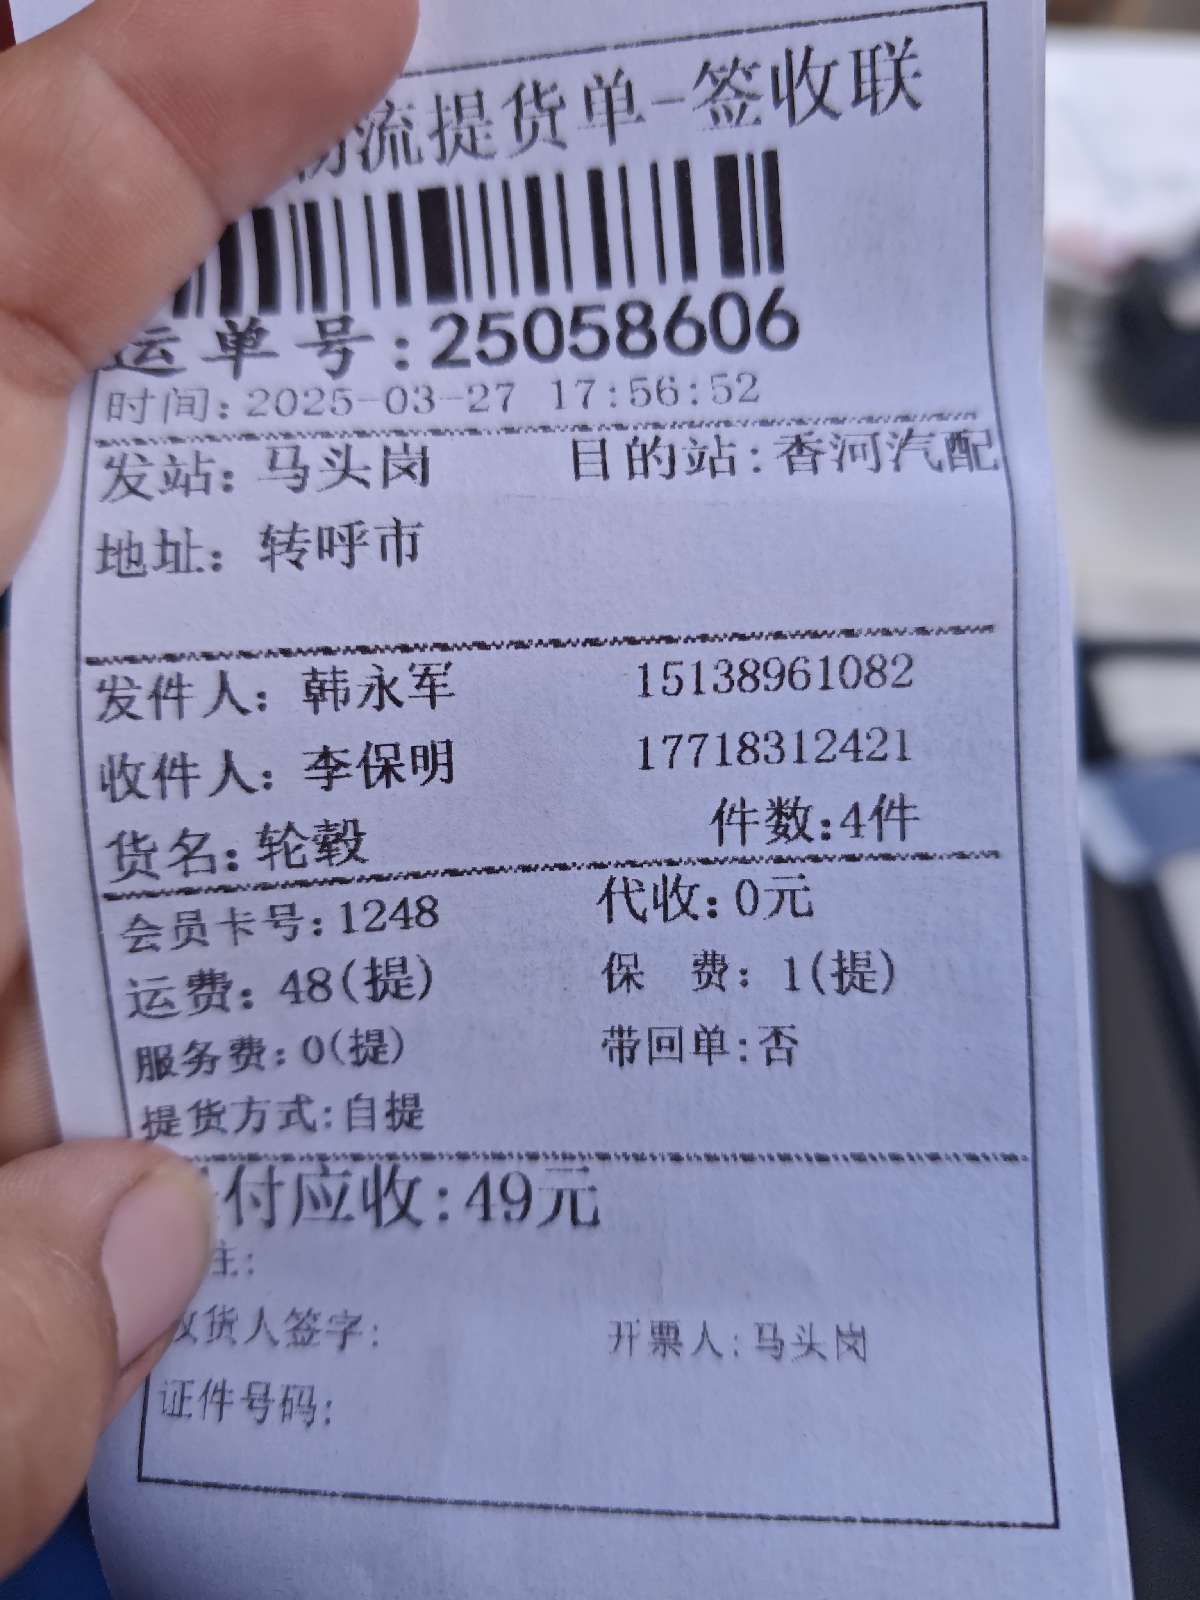 流提货单-签收联
运单号:25058606
时间:2025-03-27 17:56:52
发站:马头岗 目的站:香河汽配
地址:转呼市
发件人:韩永军 15138961082
收件人:李保明 17718312421
货名:轮毂 件数:4件
会员卡号:1248 代收:0元
运费:48(提) 保 费:1(提)
服务费:0(提) 带回单:否
提货方式:自提
付应收:49元
注:
收货人签字: 开票人:马头岗
证件号码: